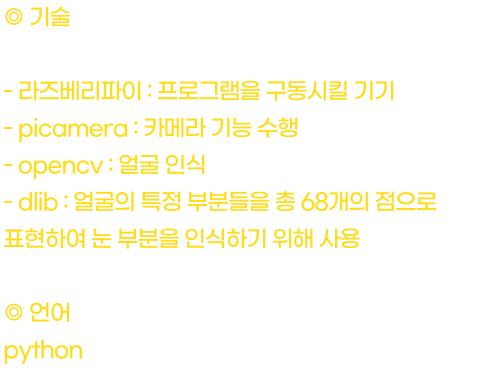 ◎ 기술
- 라즈베리파이 : 프로그램을 구동시킬 기기
- picamera : 카메라 기능 수행
- opencv : 얼굴 인식
- dlib : 얼굴의 특정 부분들을 총 68개의 점으로
표현하여 눈 부분을 인식하기 위해 사용
◎ 언어
python